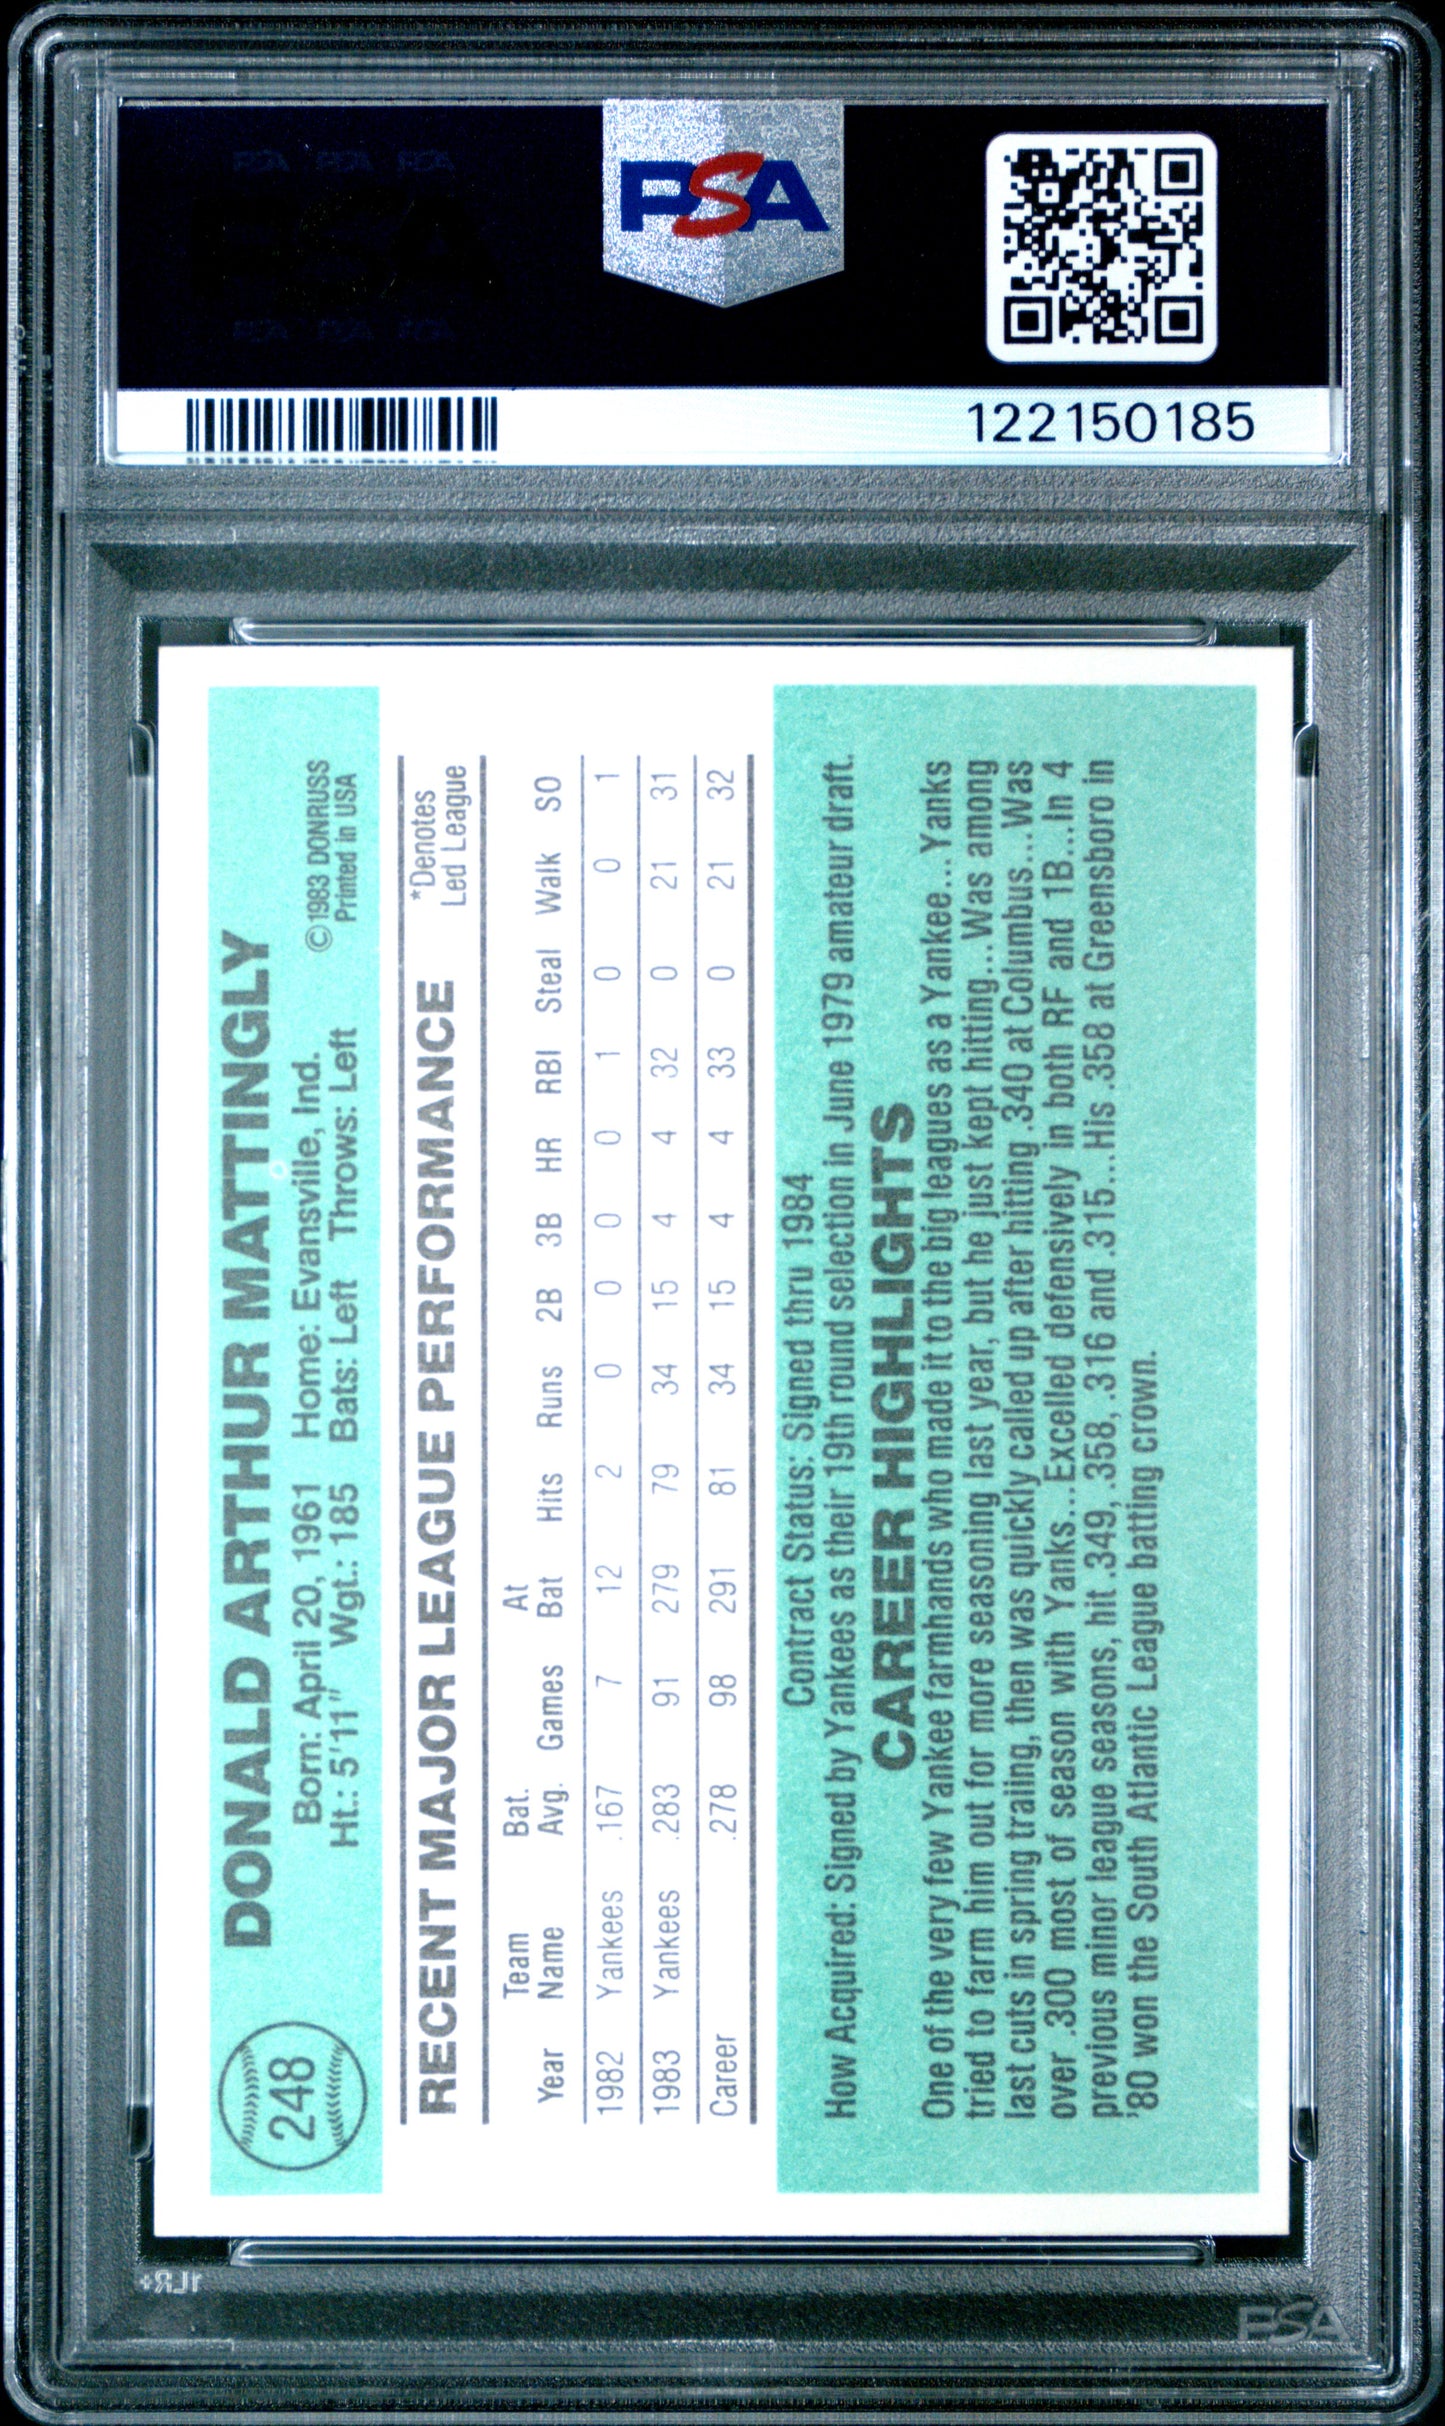 PSA
122150185
248
DONALD ARTHUR MATTINGLY
Born: April 20, 1961 Home: Evansville, Ind. ©1983 DONRUSS
Ht.: 5'11" Wgt.: 185 Bats: Left Throws: Left Printed in USA
RECENT MAJOR LEAGUE PERFORMANCE
*Denotes
Led League
Year Team Name Bat. Avg. Games At Bat Hits Runs 2B 3B HR RBI Steal Walk SO
1982 Yankees .167 7 12 2 0 0 0 0 1 0 0 1
1983 Yankees .283 91 279 79 34 15 4 4 32 0 21 31
Career .278 98 291 81 34 15 4 4 33 0 21 32
Contract Status: Signed thru 1984
How Acquired: Signed by Yankees as their 19th round selection in June 1979 amateur draft.
CAREER HIGHLIGHTS
One of the very few Yankee farmhands who made it to the big leagues as a Yankee...Yanks
tried to farm him out for more seasoning last year, but he just kept hitting...Was among
last cuts in spring traiing, then was quickly called up after hitting .340 at Columbus...Was
over .300 most of season with Yanks...Excelled defensively in both RF and 1B...In 4
previous minor league seasons, hit .349, .358, .316 and .315...His .358 at Greensboro in
'80 won the South Atlantic League batting crown.
1LR+
PSA